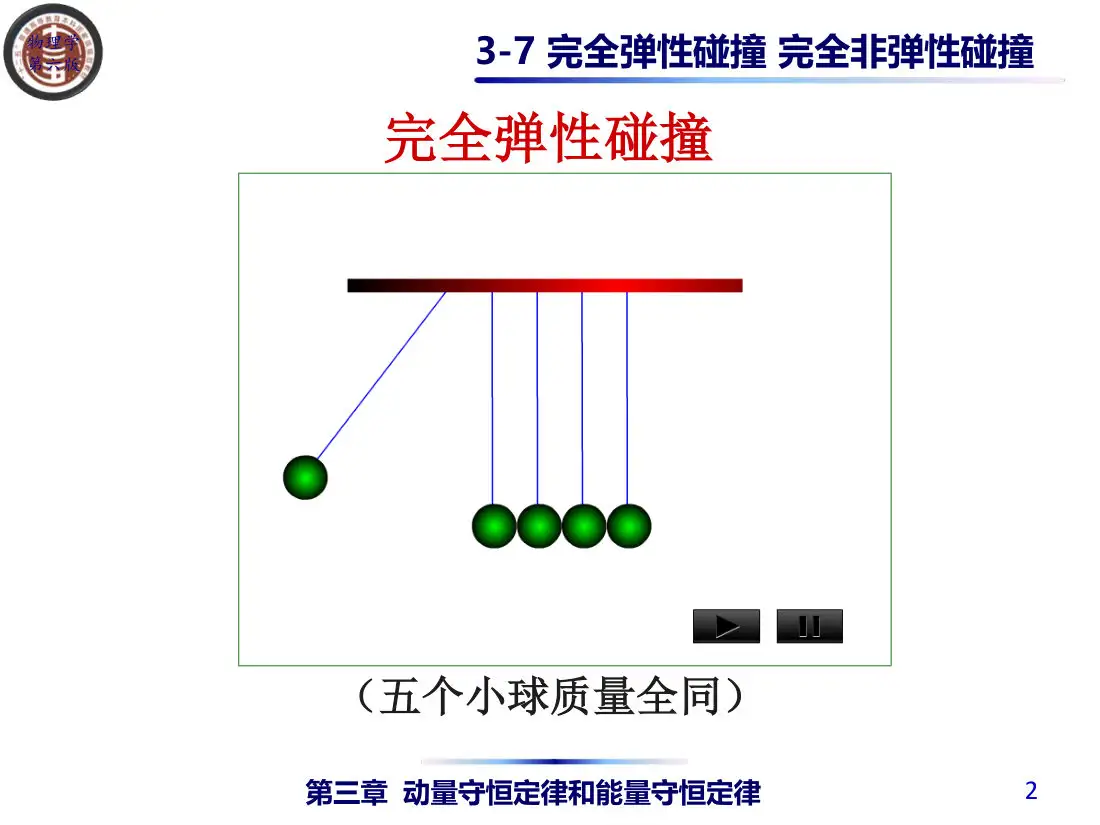 物理学
第六版
3-7 完全弹性碰撞 完全非弹性碰撞
完全弹性碰撞
（五个小球质量全同）
第三章 动量守恒定律和能量守恒定律
2